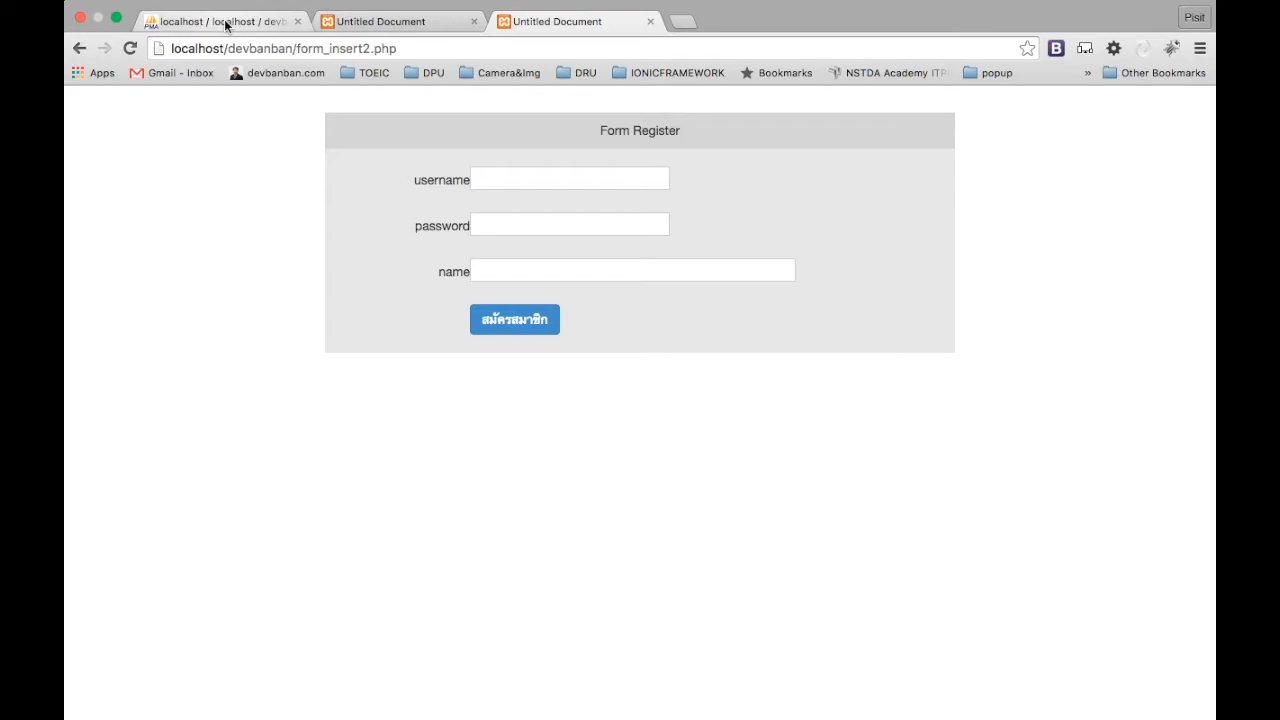 localhost / localhost / devb
Untitled Document
Untitled Document
Pisit
localhost/devbanban/form_insert2.php
B
Apps
Gmail - Inbox
devbanban.com
TOEIC
DPU
Camera&Img
DRU
IONICFRAMEWORK
Bookmarks
NSTDA Academy ITP
popup
»
Other Bookmarks
Form Register
username
password
name
สมัครสมาชิก